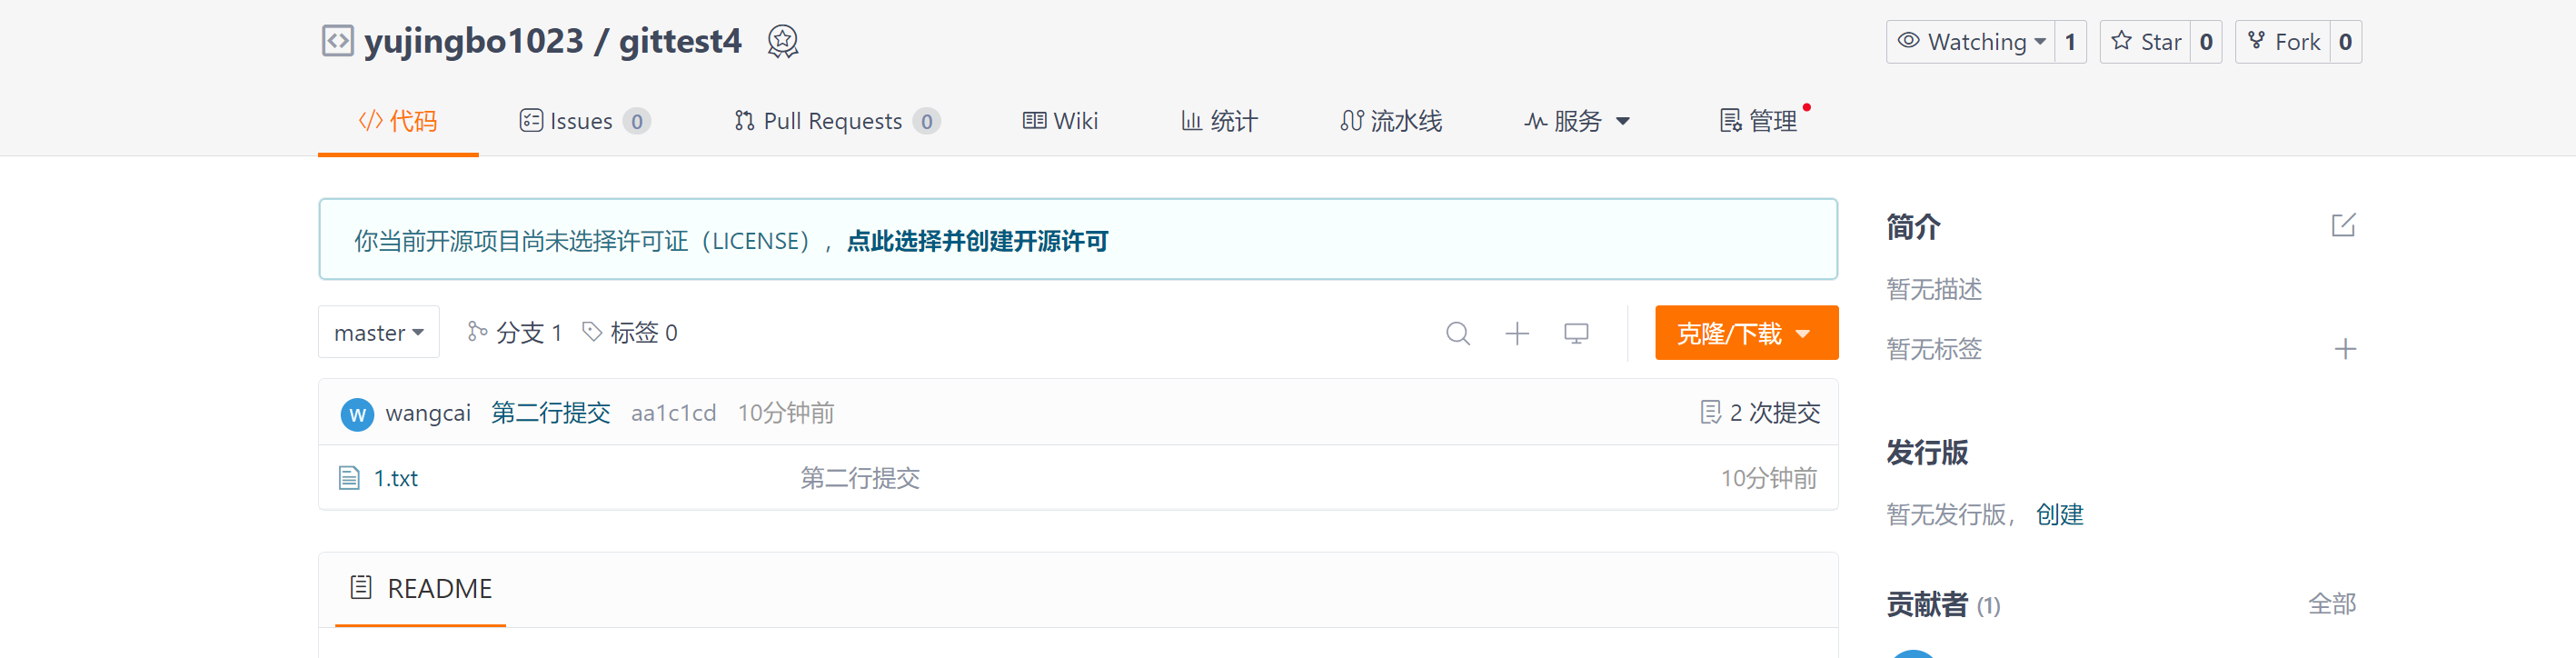 yujingbo1023 / gittest4
Watching 1 Star 0 Fork 0
代码 Issues 0 Pull Requests 0 Wiki 统计 流水线 服务 管理
你当前开源项目尚未选择许可证（LICENSE），点此选择并创建开源许可
master 分支 1 标签 0 克隆/下载
W wangcai 第二行提交 aa1c1cd 10分钟前 2 次提交
1.txt 第二行提交 10分钟前
README
简介
暂无描述
暂无标签
发行版
暂无发行版，创建
贡献者 (1) 全部